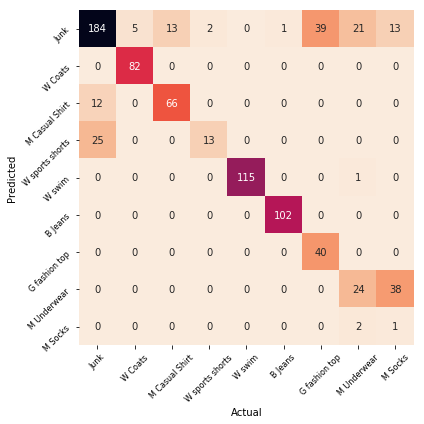 Junk 184 5 13 2 0 1 39 21 13
W Coats 0 82 0 0 0 0 0 0 0
M Casual Shirt 12 0 66 0 0 0 0 0 0
W sports shorts 25 0 0 13 0 0 0 0 0
W swim 0 0 0 0 115 0 0 1 0
B Jeans 0 0 0 0 0 102 0 0 0
G fashion top 0 0 0 0 0 0 40 0 0
M Underwear 0 0 0 0 0 0 0 24 38
M Socks 0 0 0 0 0 0 0 2 1
Predicted
Junk W Coats M Casual Shirt W sports shorts W swim B Jeans G fashion top M Underwear M Socks
Actual